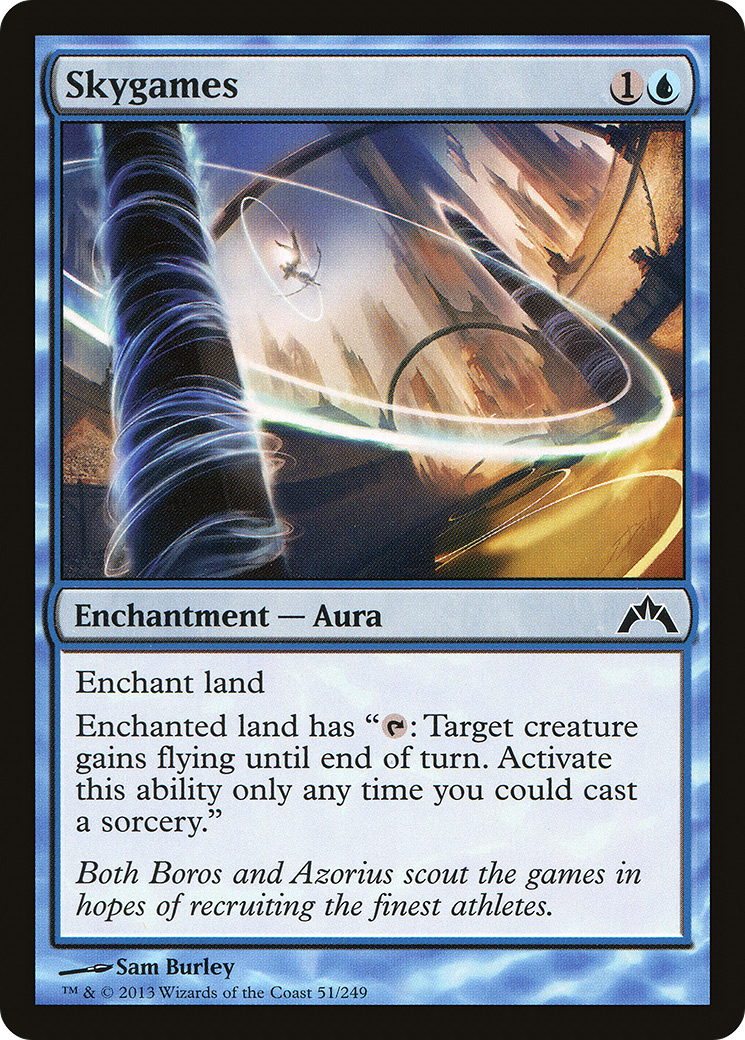 Skygames 1
Enchantment — Aura
Enchant land
Enchanted land has “: Target creature
gains flying until end of turn. Activate
this ability only any time you could cast
a sorcery.”
Both Boros and Azorius scout the games in
hopes of recruiting the finest athletes.
Sam Burley
™ & © 2013 Wizards of the Coast 51/249